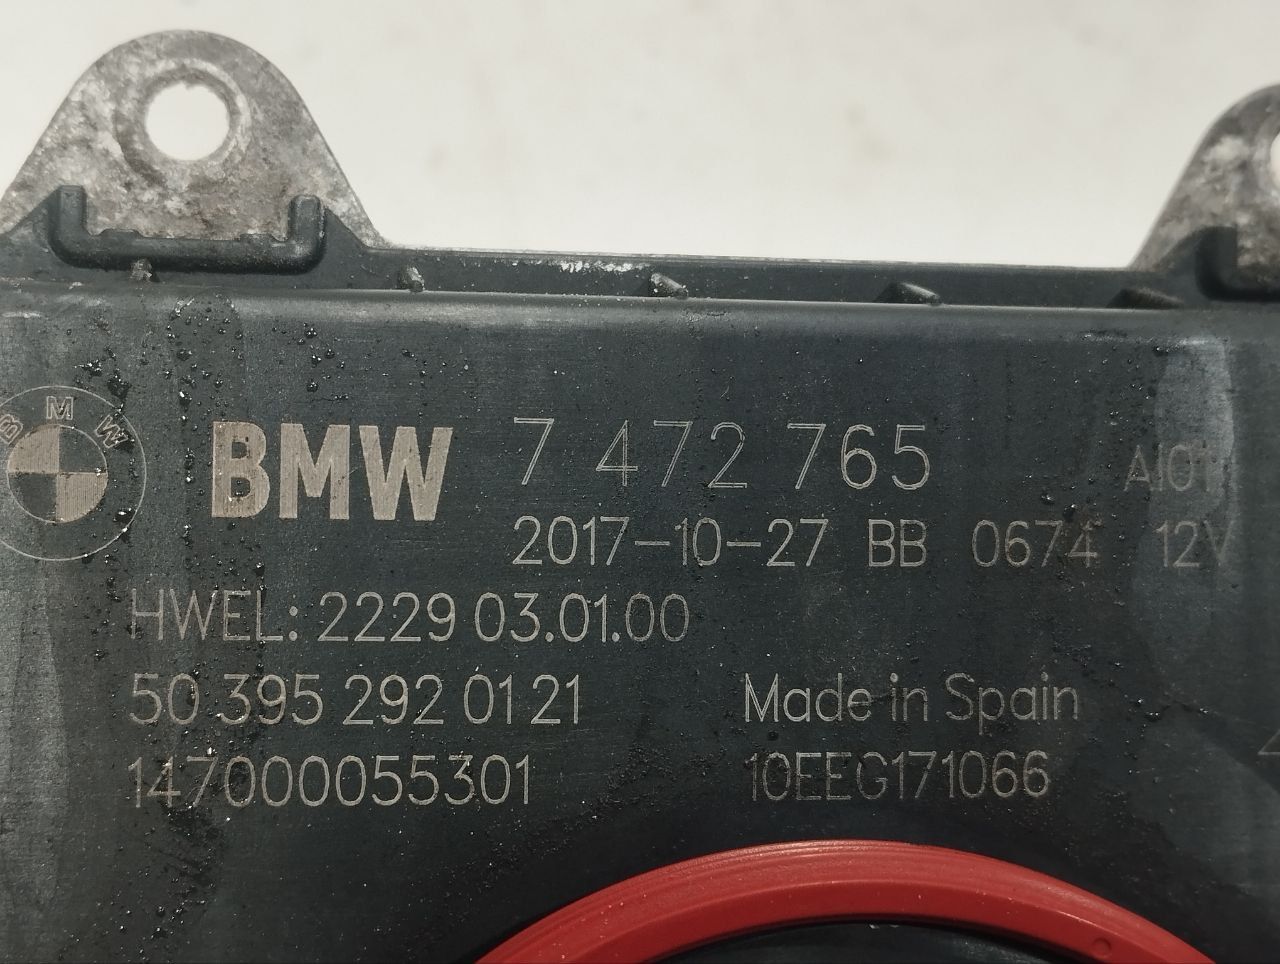 BMW
BMW 7 472 765 AI01
2017-10-27 BB 0674 12V
HWEL: 2229 03.01.00
50 395 292 01 21 Made in Spain
147000055301 10EEG171066